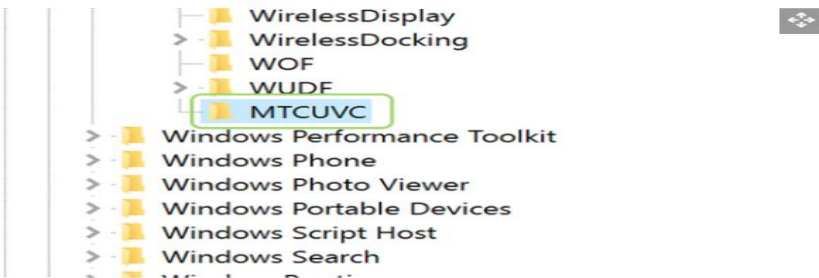 WirelessDisplay
WirelessDocking
WOF
WUDF
MTCUVC
Windows Performance Toolkit
Windows Phone
Windows Photo Viewer
Windows Portable Devices
Windows Script Host
Windows Search